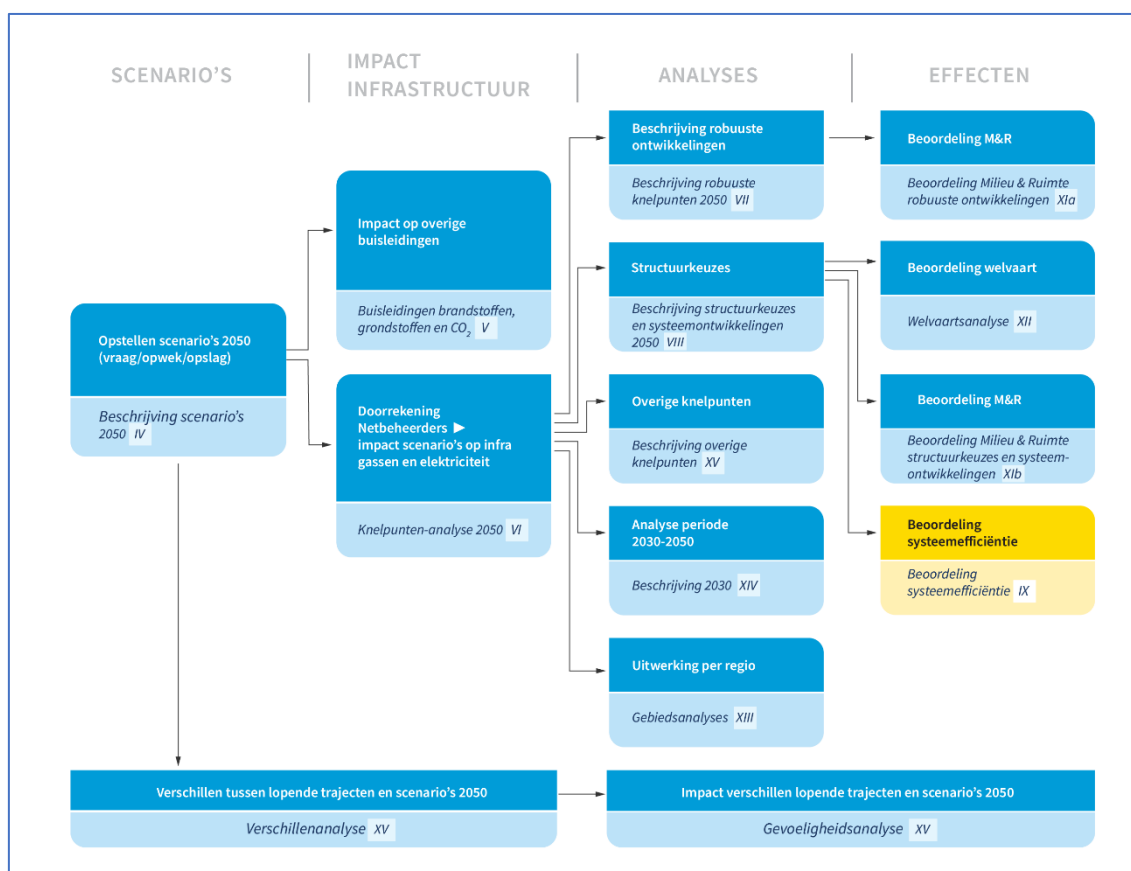 SCENARIO'S
IMPACT
INFRASTRUCTUUR
ANALYSES
EFFECTEN
Opstellen scenario's 2050
(vraag/opwek/opslag)
Beschrijving scenario's
2050 IV
Impact op overige
buisleidingen
Buisleidingen brandstoffen,
grondstoffen en CO₂ V
Doorrekening
Netbeheerders ►
impact scenario's op infra
gassen en elektriciteit
Knelpunten-analyse 2050 VI
Beschrijving robuuste
ontwikkelingen
Beschrijving robuuste
knelpunten 2050 VII
Structuurkeuzes
Beschrijving structuurkeuzes
en systeemontwikkelingen
2050 VIII
Overige knelpunten
Beschrijving overige
knelpunten XV
Analyse periode
2030-2050
Beschrijving 2030 XIV
Uitwerking per regio
Gebiedsanalyses XIII
Beoordeling M&R
Beoordeling Milieu & Ruimte
robuuste ontwikkelingen XIa
Beoordeling welvaart
Welvaartsanalyse XII
Beoordeling M&R
Beoordeling Milieu & Ruimte
structuurkeuzes en systeem-
ontwikkelingen XIb
Beoordeling
systeemefficiëntie
Beoordeling
systeemefficiëntie IX
Verschillen tussen lopende trajecten en scenario's 2050
Verschillenanalyse XV
Impact verschillen lopende trajecten en scenario's 2050
Gevoeligheidsanalyse XV